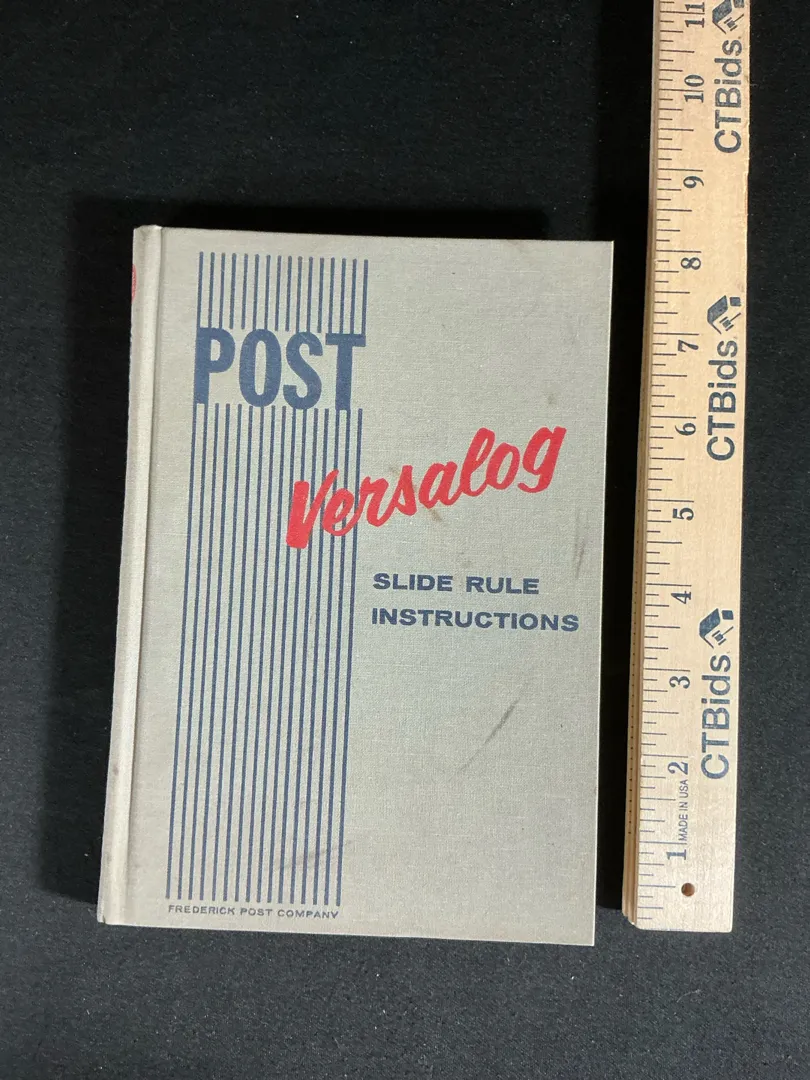 POST
Versalog
SLIDE RULE
INSTRUCTIONS
FREDERICK POST COMPANY
1 2 3 4 5 6 7 8 9 10 11
MADE IN USA
CTBids
CTBids
CTBids